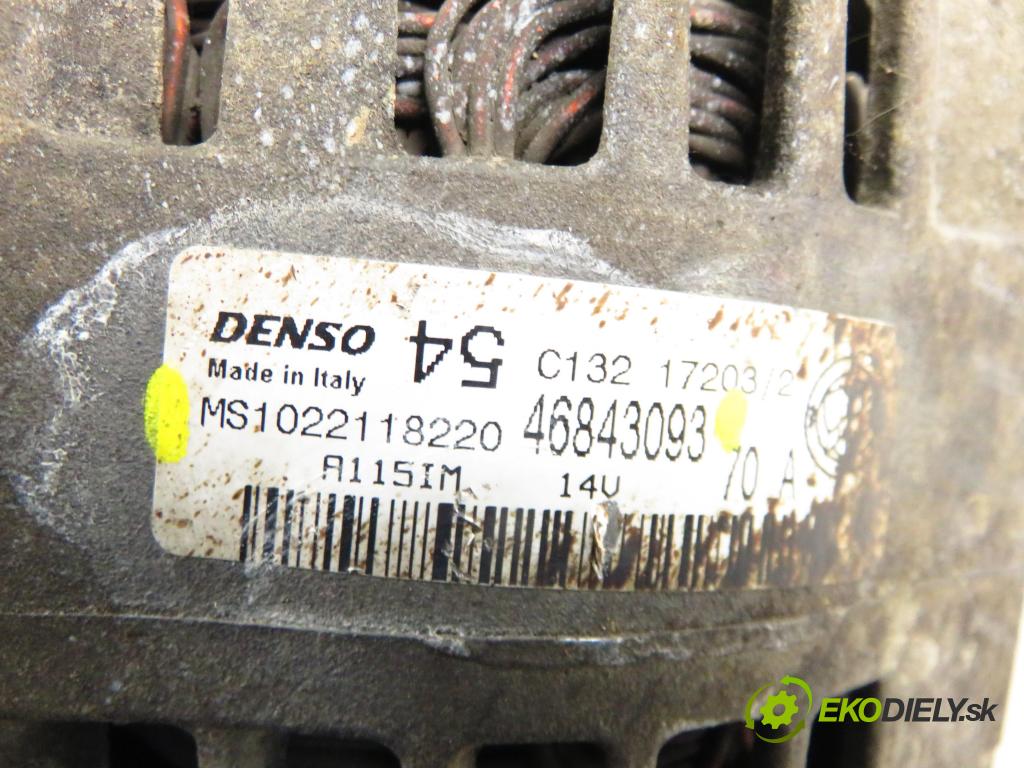 DENSO 54 C132 17203/2
Made in Italy
MS1022118220 46843093 70 A
A115IM 14V
EKODIELY.sk